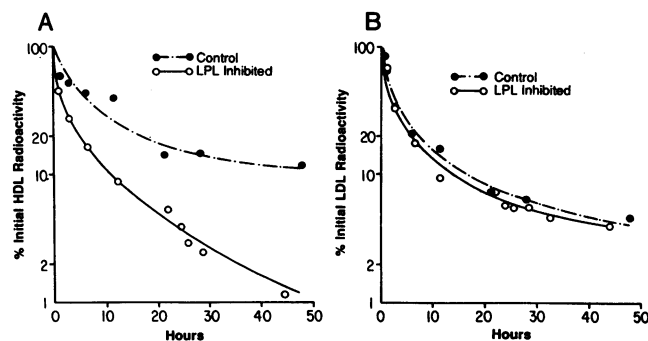 A
100
20
10
2
1
% Initial HDL Radioactivity
Control
LPL Inhibited
0 10 20 30 40 50
Hours
B
100
20
10
2
1
% Initial LDL Radioactivity
Control
LPL Inhibited
0 10 20 30 40 50
Hours